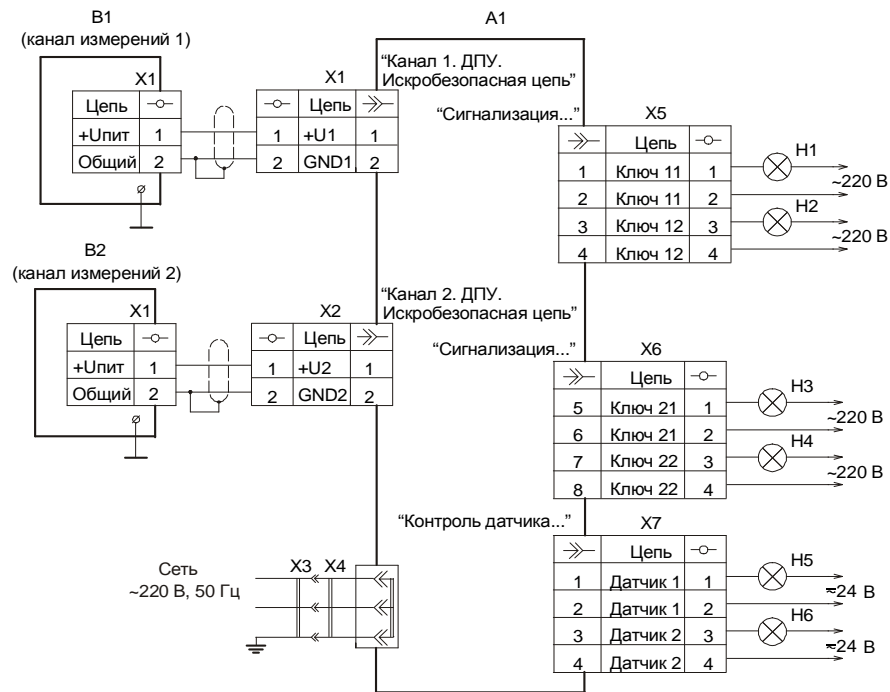 B1
(канал измерений 1)
A1
X1
Цепь
+Uпит 1
Общий 2
X1
Цепь
1 +U1 1
2 GND1 2
“Канал 1. ДПУ.
Искробезопасная цепь”
“Сигнализация...”
X5
Цепь
1 Ключ 11 1
2 Ключ 11 2
3 Ключ 12 3
4 Ключ 12 4
H1
~220 В
H2
~220 В
B2
(канал измерений 2)
X1
Цепь
+Uпит 1
Общий 2
X2
Цепь
1 +U2 1
2 GND2 2
“Канал 2. ДПУ.
Искробезопасная цепь”
“Сигнализация...”
X6
Цепь
5 Ключ 21 1
6 Ключ 21 2
7 Ключ 22 3
8 Ключ 22 4
H3
~220 В
H4
~220 В
Сеть
~220 В, 50 Гц
X3 X4
“Контроль датчика...”
X7
Цепь
1 Датчик 1 1
2 Датчик 1 2
3 Датчик 2 3
4 Датчик 2 4
H5
≂24 В
H6
≂24 В